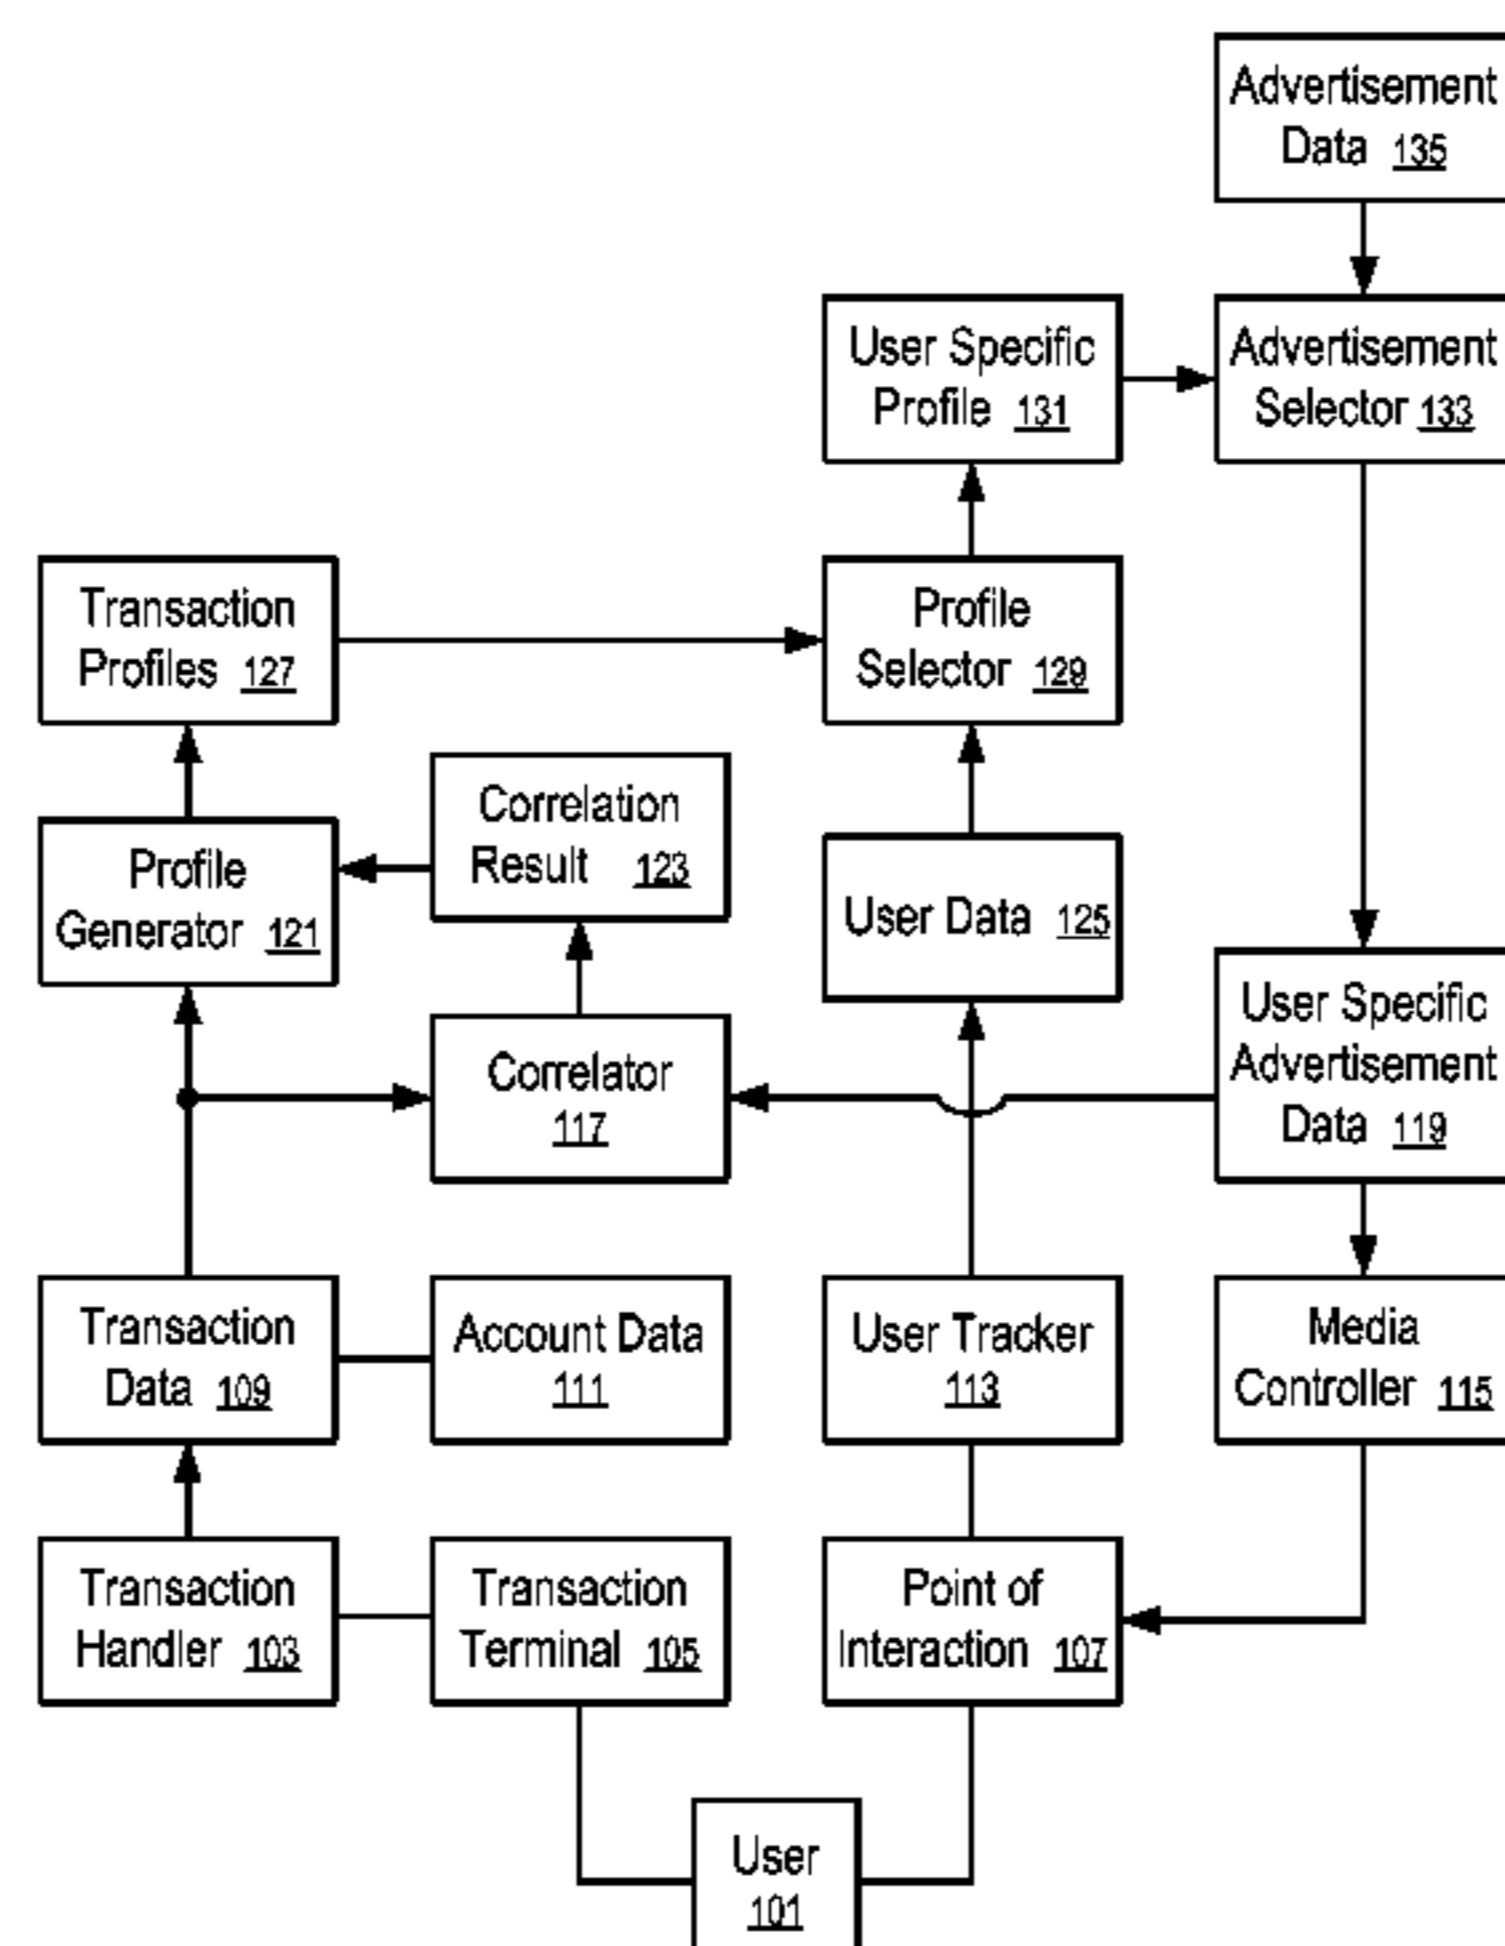 Advertisement
Data 135
User Specific
Profile 131
Advertisement
Selector 133
Transaction
Profiles 127
Profile
Selector 129
Correlation
Result 123
Profile
Generator 121
User Data 125
User Specific
Advertisement
Data 119
Correlator
117
Transaction
Data 109
Account Data
111
User Tracker
113
Media
Controller 115
Transaction
Handler 103
Transaction
Terminal 105
Point of
Interaction 107
User
101